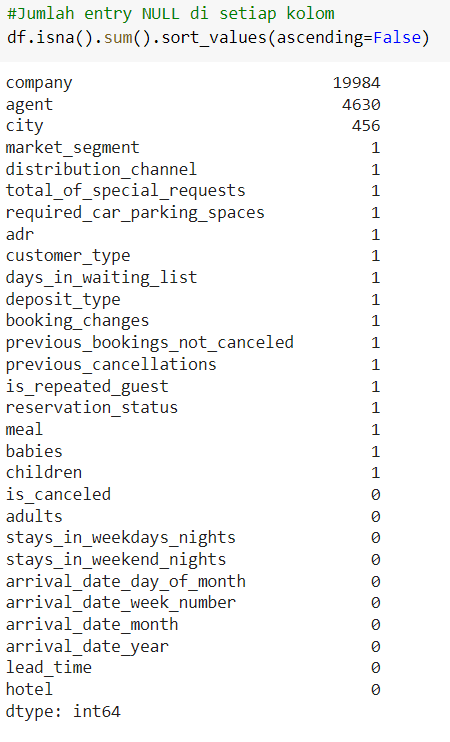 #Jumlah entry NULL di setiap kolom
df.isna().sum().sort_values(ascending=False)
company 19984
agent 4630
city 456
market_segment 1
distribution_channel 1
total_of_special_requests 1
required_car_parking_spaces 1
adr 1
customer_type 1
days_in_waiting_list 1
deposit_type 1
booking_changes 1
previous_bookings_not_canceled 1
previous_cancellations 1
is_repeated_guest 1
reservation_status 1
meal 1
babies 1
children 1
is_canceled 0
adults 0
stays_in_weekdays_nights 0
stays_in_weekend_nights 0
arrival_date_day_of_month 0
arrival_date_week_number 0
arrival_date_month 0
arrival_date_year 0
lead_time 0
hotel 0
dtype: int64